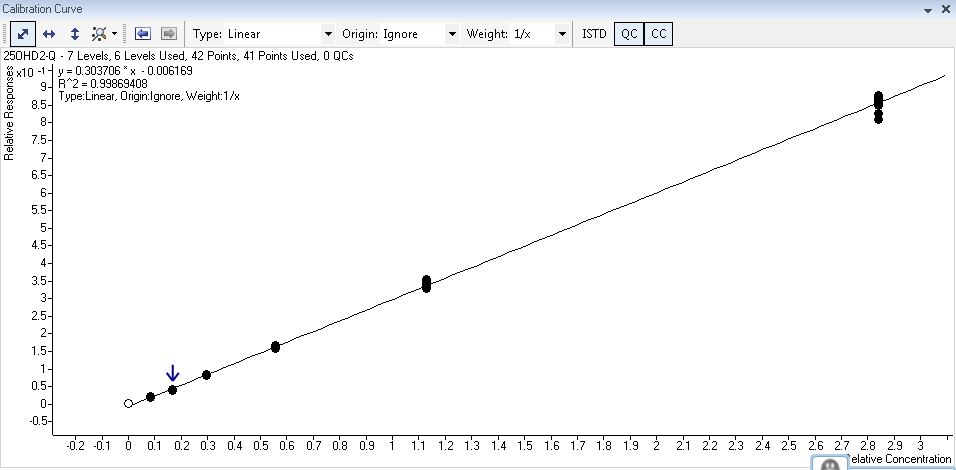 Calibration Curve
Type: Linear Origin: Ignore Weight: 1/x ISTD QC CC
25OHD2-Q - 7 Levels, 6 Levels Used, 42 Points, 41 Points Used, 0 QCs
Relative Responses
x10 -1
y = 0.303706 * x - 0.006169
R^2 = 0.99869408
Type:Linear, Origin:Ignore, Weight:1/x
9
8.5
8
7.5
7
6.5
6
5.5
5
4.5
4
3.5
3
2.5
2
1.5
1
0.5
0
-0.5
-0.2 -0.1 0 0.1 0.2 0.3 0.4 0.5 0.6 0.7 0.8 0.9 1 1.1 1.2 1.3 1.4 1.5 1.6 1.7 1.8 1.9 2 2.1 2.2 2.3 2.4 2.5 2.6 2.7 2.8 2.9 3
elative Concentration